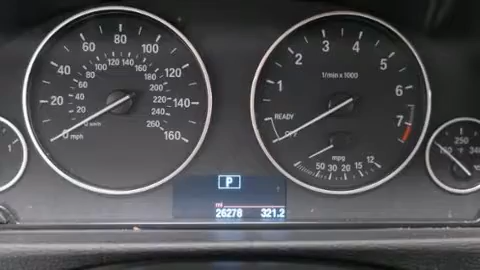 0 20 40 60 80 100 120 140 160
mph
20 40 60 80 100 120 140 160 180 200 220 240 260
km/h
1/min x 1000
1 2 3 4 5 6 7
READY
OFF
mpg
50 30 20 15 12
250
P
mi
26278 321.2